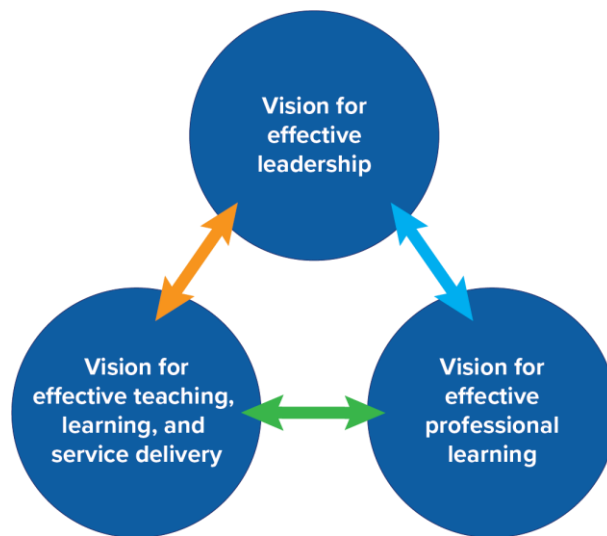 Vision for
effective
leadership
Vision for
effective teaching,
learning, and
service delivery
Vision for
effective
professional
learning